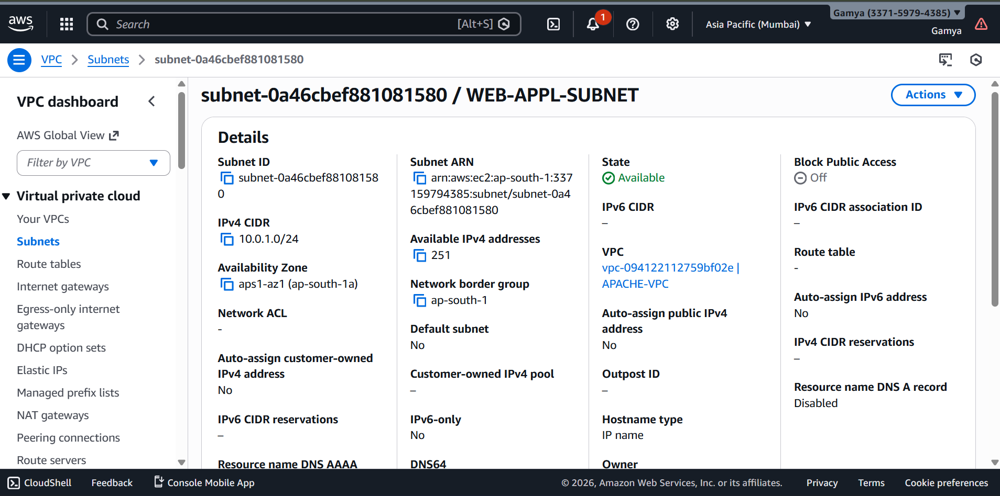 aws
Search
[Alt+S]
1
Asia Pacific (Mumbai)
Gamya (3371-5979-4385)
Gamya
VPC
Subnets
subnet-0a46cbef881081580
VPC dashboard
AWS Global View
Filter by VPC
Virtual private cloud
Your VPCs
Subnets
Route tables
Internet gateways
Egress-only internet
gateways
DHCP option sets
Elastic IPs
Managed prefix lists
NAT gateways
Peering connections
Route servers
subnet-0a46cbef881081580 / WEB-APPL-SUBNET
Actions
Details
Subnet ID
subnet-0a46cbef88108158
0
IPv4 CIDR
10.0.1.0/24
Availability Zone
aps1-az1 (ap-south-1a)
Network ACL
-
Auto-assign customer-owned
IPv4 address
No
IPv6 CIDR reservations
–
Resource name DNS AAAA
Subnet ARN
arn:aws:ec2:ap-south-1:337
159794385:subnet/subnet-0a4
6cbef881081580
Available IPv4 addresses
251
Network border group
ap-south-1
Default subnet
No
Customer-owned IPv4 pool
–
IPv6-only
No
DNS64
State
Available
IPv6 CIDR
–
VPC
vpc-094122112759bf02e |
APACHE-VPC
Auto-assign public IPv4
address
No
Outpost ID
–
Hostname type
IP name
Owner
Block Public Access
Off
IPv6 CIDR association ID
–
Route table
-
Auto-assign IPv6 address
No
IPv4 CIDR reservations
–
Resource name DNS A record
Disabled
CloudShell
Feedback
Console Mobile App
© 2026, Amazon Web Services, Inc. or its affiliates.
Privacy
Terms
Cookie preferences